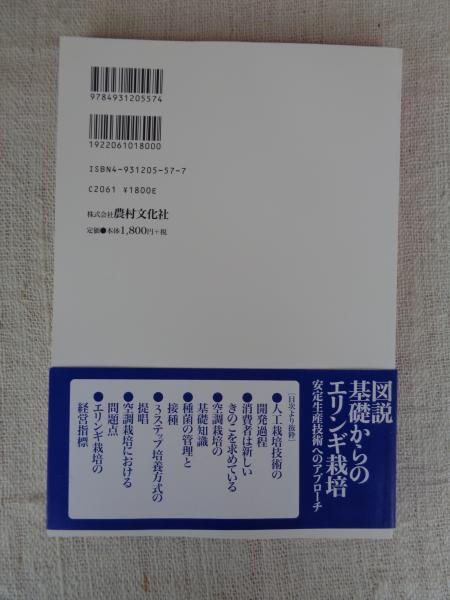 9784931205574
1922061018000
ISBN4-931205-57-7
C2061 ¥1800E
株式会社 農村文化社
定価●本体1,800円+税
図説
基礎からの
エリンギ栽培
安定生産技術へのアプローチ
[目次より抜粋]
●人工栽培技術の
開発過程
●消費者は新しい
きのこを求めている
●空調栽培の
基礎知識
●種菌の管理と
接種
●3ステップ培養方式の
提唱
●空調栽培における
問題点
●エリンギ栽培の
経営指標